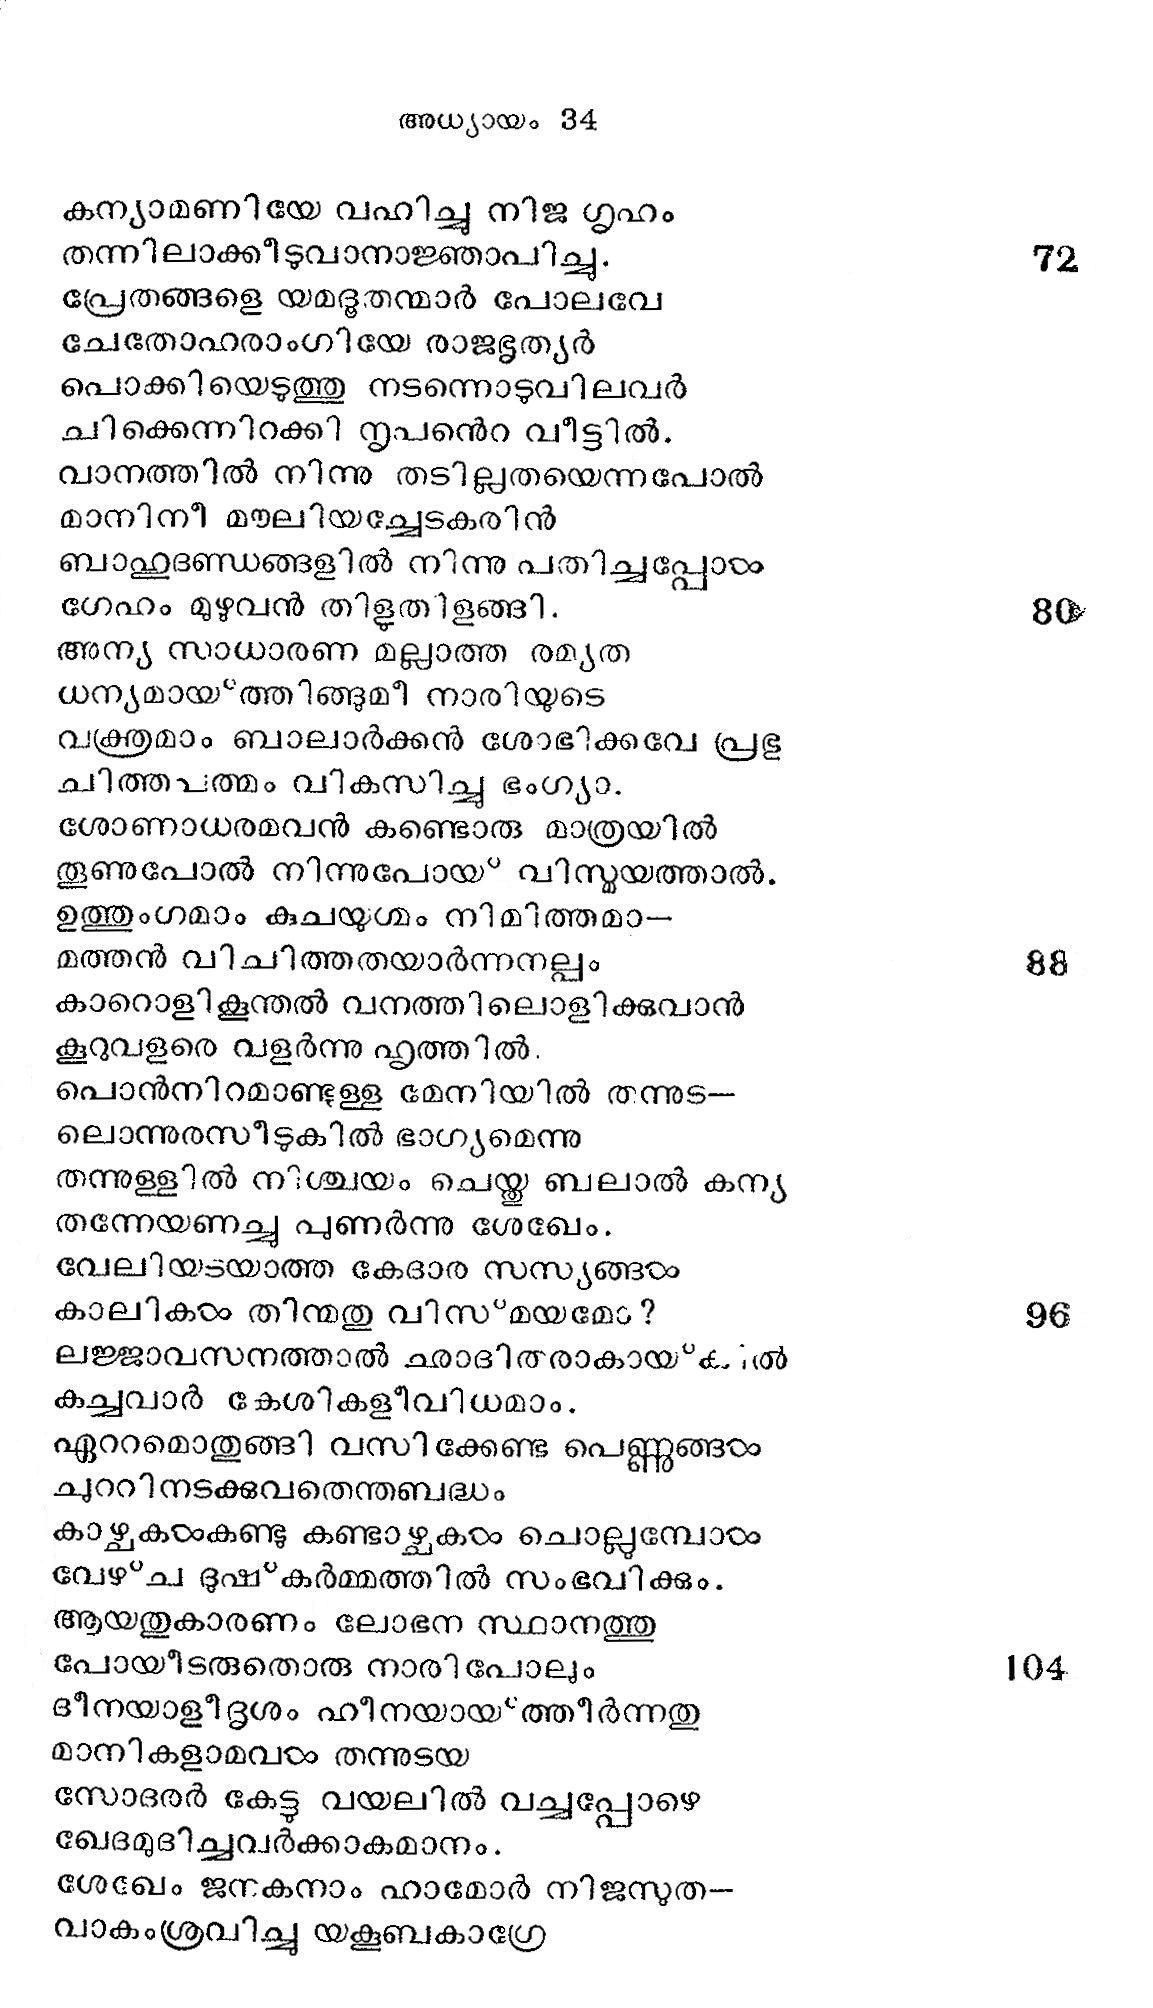 അധ്യായം 34
കന്യാമണിയേ വഹിച്ചു നിജ ഗൃഹം
തന്നിലാക്കീടുവാനാജ്ഞാപിച്ചു. 72
പ്രേതങ്ങളെ യമദൂതന്മാർ പോലവേ
ചേതോഹരാംഗിയേ രാജഭൃത്യർ
പൊക്കിയെടുത്തു നടന്നൊടുവിലവർ
ചിക്കെന്നിറക്കി നൃപൻെറ വീട്ടിൽ.
വാനത്തിൽ നിന്നു തടില്ലതയെന്നപോൽ
മാനിനീ മൗലിയച്ചേടകരിൻ
ബാഹുദണ്ഡങ്ങളിൽ നിന്നു പതിച്ചപ്പോൾ
ഗേഹം മുഴുവൻ തിളുതിളങ്ങി. 80
അന്യ സാധാരണ മല്ലാത്ത രമ്യത
ധന്യമായ്ത്തിങ്ങുമീ നാരിയുടെ
വക്ത്രമാം ബാലാർക്കൻ ശോഭിക്കവേ പ്രഭു
ചിത്തപത്മം വികസിച്ചു ഭംഗ്യാ.
ശോണാധരമവൻ കണ്ടൊരു മാത്രയിൽ
തൂണുപോൽ നിന്നുപോയ് വിസ്മയത്താൽ.
ഉത്തുംഗമാം കുചയുഗ്മം നിമിത്തമാ—
മത്തൻ വിചിത്തതയാർന്നനല്പം 88
കാറൊളികൂന്തൽ വനത്തിലൊളിക്കുവാൻ
കൂറുവളരെ വളർന്നു ഹൃത്തിൽ.
പൊൻനിറമാണ്ടുള്ള മേനിയിൽ തന്നുട—
ലൊന്നുരസീടുകിൽ ഭാഗ്യമെന്നു
തന്നുള്ളിൽ നിശ്ചയം ചെയ്തു ബലാൽ കന്യ
തന്നേയണച്ചു പുണർന്നു ശേഖേം.
വേലിയടയാത്ത കേദാര സസ്യങ്ങൾ
കാലികൾ തിന്മതു വിസ്മയമോ? 96
ലജ്ജാവസനത്താൽ ഛാദിതരാകായ്കിൽ
കച്ചവാർ കേശികളീവിധമാം.
ഏററമൊതുങ്ങി വസിക്കേണ്ട പെണ്ണുങ്ങൾ
ചുററിനടക്കുവതെന്തബദ്ധം
കാഴ്ചകൾകണ്ടു കണ്ടാഴ്ചകൾ ചൊല്ലുമ്പോൾ
വേഴ്ച ദുഷ്കർമ്മത്തിൽ സംഭവിക്കും.
ആയതുകാരണം ലോഭന സ്ഥാനത്തു
പോയീടരുതൊരു നാരിപോലും 104
ദീനയാളീദൃശം ഹീനയായ്ത്തീർന്നതു
മാനികളാമവൾ തന്നുടയ
സോദരർ കേട്ടു വയലിൽ വച്ചപ്പോഴെ
ഖേദമുദിച്ചവർക്കാകമാനം.
ശേഖേം ജനകനാം ഹാമോർ നിജസുത—
വാകംശ്രവിച്ചു യകൂബകാഗ്രേ